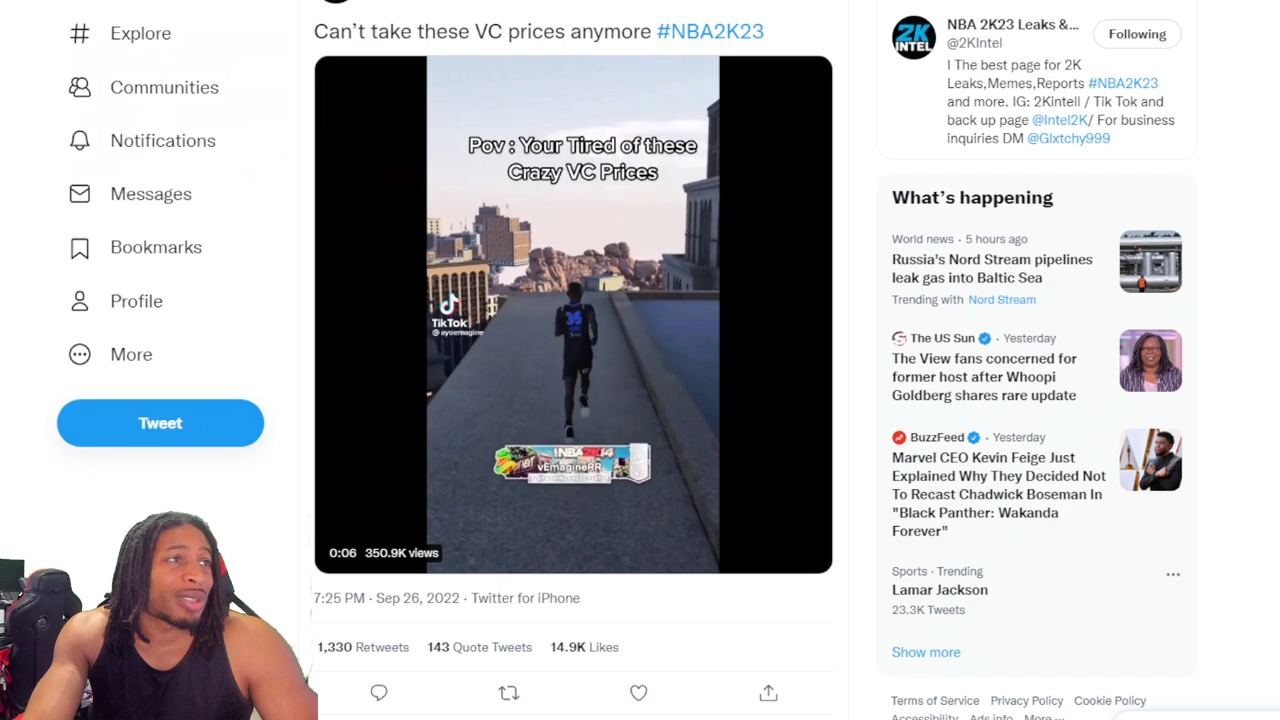 Explore
Communities
Notifications
Messages
Bookmarks
Profile
More
Tweet
Can't take these VC prices anymore #NBA2K23
Pov : Your Tired of these
Crazy VC Prices
TikTok
@ayoemagine
35
NBA2K14
vEmagineRR
0:06 350.9K views
7:25 PM · Sep 26, 2022 · Twitter for iPhone
1,330 Retweets 143 Quote Tweets 14.9K Likes
2K
INTEL
NBA 2K23 Leaks &...
@2KIntel
Following
I The best page for 2K
Leaks,Memes,Reports #NBA2K23
and more. IG: 2Kintell / Tik Tok and
back up page @Intel2K/ For business
inquiries DM @Glxtchy999
What's happening
World news · 5 hours ago
Russia's Nord Stream pipelines
leak gas into Baltic Sea
Trending with Nord Stream
The US Sun · Yesterday
The View fans concerned for
former host after Whoopi
Goldberg shares rare update
BuzzFeed · Yesterday
Marvel CEO Kevin Feige Just
Explained Why They Decided Not
To Recast Chadwick Boseman In
"Black Panther: Wakanda
Forever"
Sports · Trending
Lamar Jackson
23.3K Tweets
Show more
Terms of Service Privacy Policy Cookie Policy
Accessibility Ads info More ...